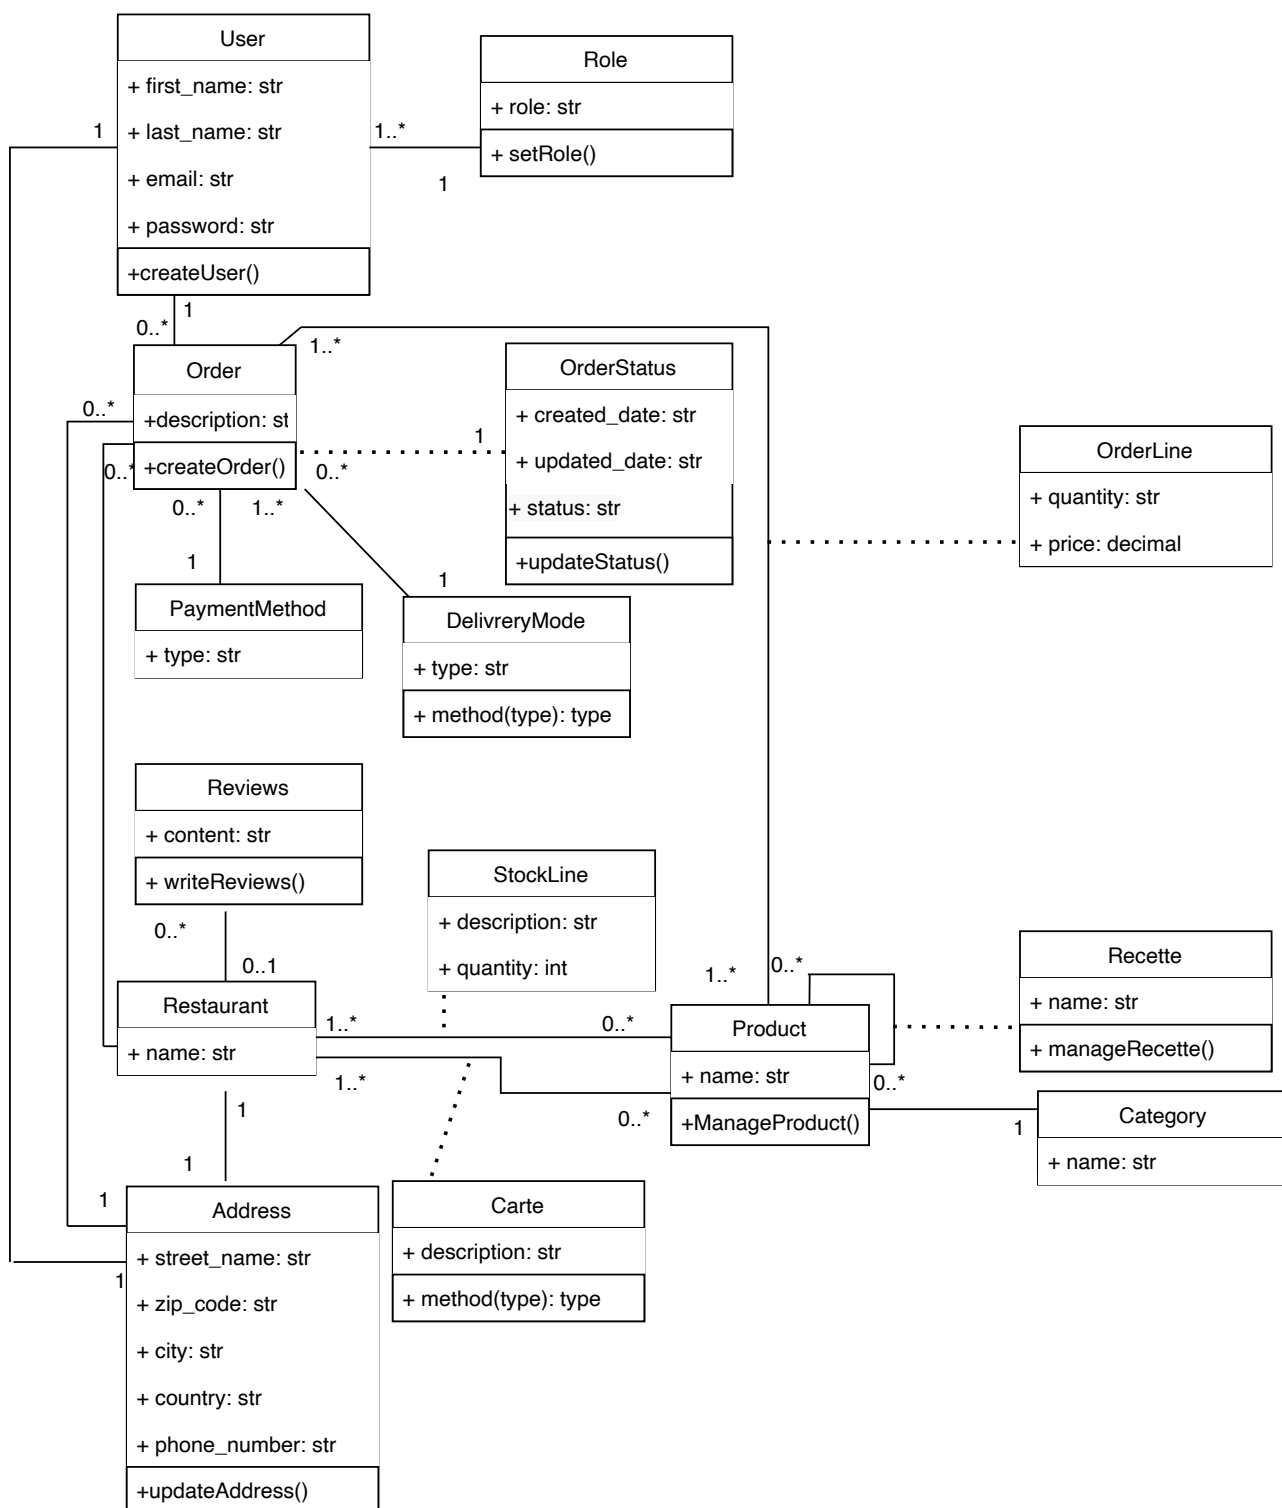 User
+ first_name: str
+ last_name: str
+ email: str
+ password: str
+createUser()
Role
+ role: str
+ setRole()
1
1..*
1
1
0..*
1..*
Order
+description: st
+createOrder()
0..*
0..*
0..*
1
OrderStatus
+ created_date: str
+ updated_date: str
+ status: str
+updateStatus()
OrderLine
+ quantity: str
+ price: decimal
0..*
1..*
1
1
PaymentMethod
+ type: str
DelivreryMode
+ type: str
+ method(type): type
Reviews
+ content: str
+ writeReviews()
0..*
0..1
StockLine
+ description: str
+ quantity: int
Restaurant
+ name: str
1..*
0..*
1..*
0..*
1..*
0..*
Product
+ name: str
+ManageProduct()
0..*
Recette
+ name: str
+ manageRecette()
1
Category
+ name: str
1
1
1
1
Address
+ street_name: str
+ zip_code: str
+ city: str
+ country: str
+ phone_number: str
+updateAddress()
Carte
+ description: str
+ method(type): type